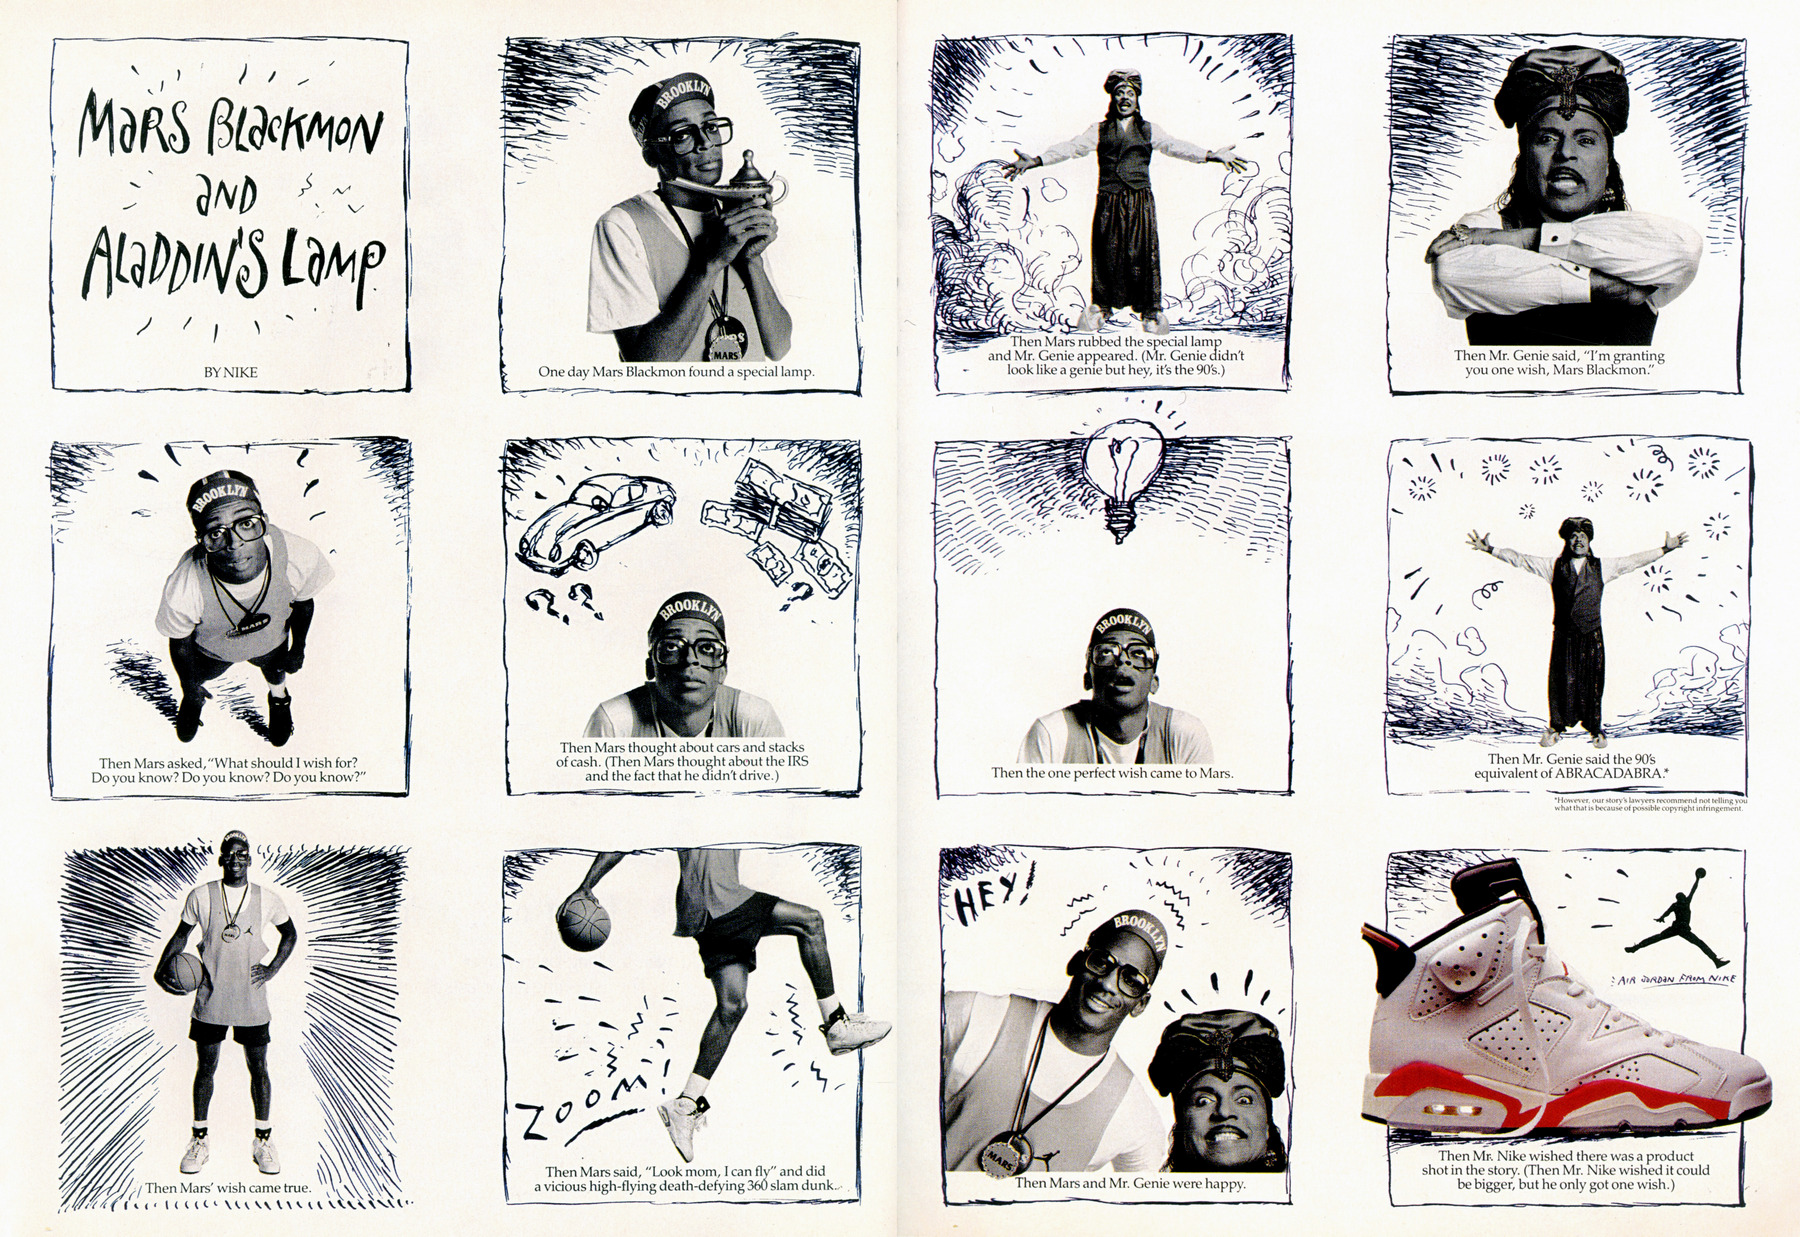 MARS BLACKMON
AND
ALADDIN'S LAMP
BY NIKE
BROOKLYN
MARS
One day Mars Blackmon found a special lamp.
Then Mars rubbed the special lamp
and Mr. Genie appeared. (Mr. Genie didn't
look like a genie but hey, it's the 90's.)
Then Mr. Genie said, “I'm granting
you one wish, Mars Blackmon.”
BROOKLYN
MARS
Then Mars asked, “What should I wish for?
Do you know? Do you know? Do you know?”
BROOKLYN
Then Mars thought about cars and stacks
of cash. (Then Mars thought about the IRS
and the fact that he didn't drive.)
BROOKLYN
Then the one perfect wish came to Mars.
Then Mr. Genie said the 90's
equivalent of ABRACADABRA.*
*However, our story's lawyers recommend not telling you
what that is because of possible copyright infringement.
BROOKLYN
MARS
Then Mars' wish came true.
ZOOM!
Then Mars said, “Look mom, I can fly” and did
a vicious high-flying death-defying 360 slam dunk.
HEY!
BROOKLYN
MARS
Then Mars and Mr. Genie were happy.
AIR JORDAN FROM NIKE
Then Mr. Nike wished there was a product
shot in the story. (Then Mr. Nike wished it could
be bigger, but he only got one wish.)